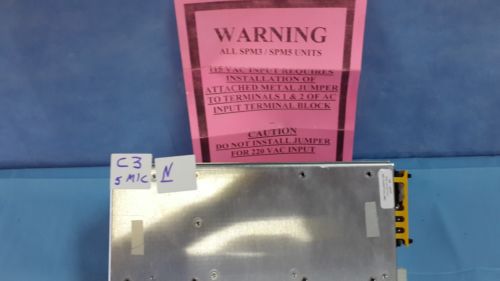 WARNING
ALL SPM3 / SPM5 UNITS
115 VAC INPUT REQUIRES
INSTALLATION OF
ATTACHED METAL JUMPER
TO TERMINALS 1 & 2 OF AC
INPUT TERMINAL BLOCK
CAUTION
DO NOT INSTALL JUMPER
FOR 220 VAC INPUT
C3
5 MIC
N